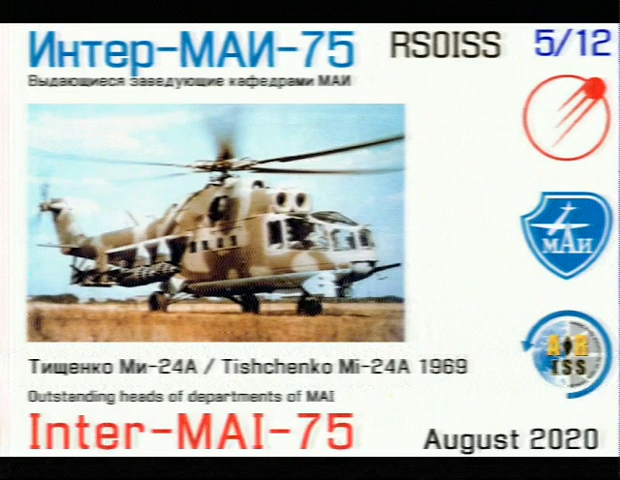 Интер-МАИ-75 RS0ISS 5/12
Выдающиеся заведующие кафедрами МАИ
МАИ
ARISS
Тищенко Ми-24А / Tishchenko Mi-24A 1969
Outstanding heads of departments of MAI
Inter-MAI-75 August 2020